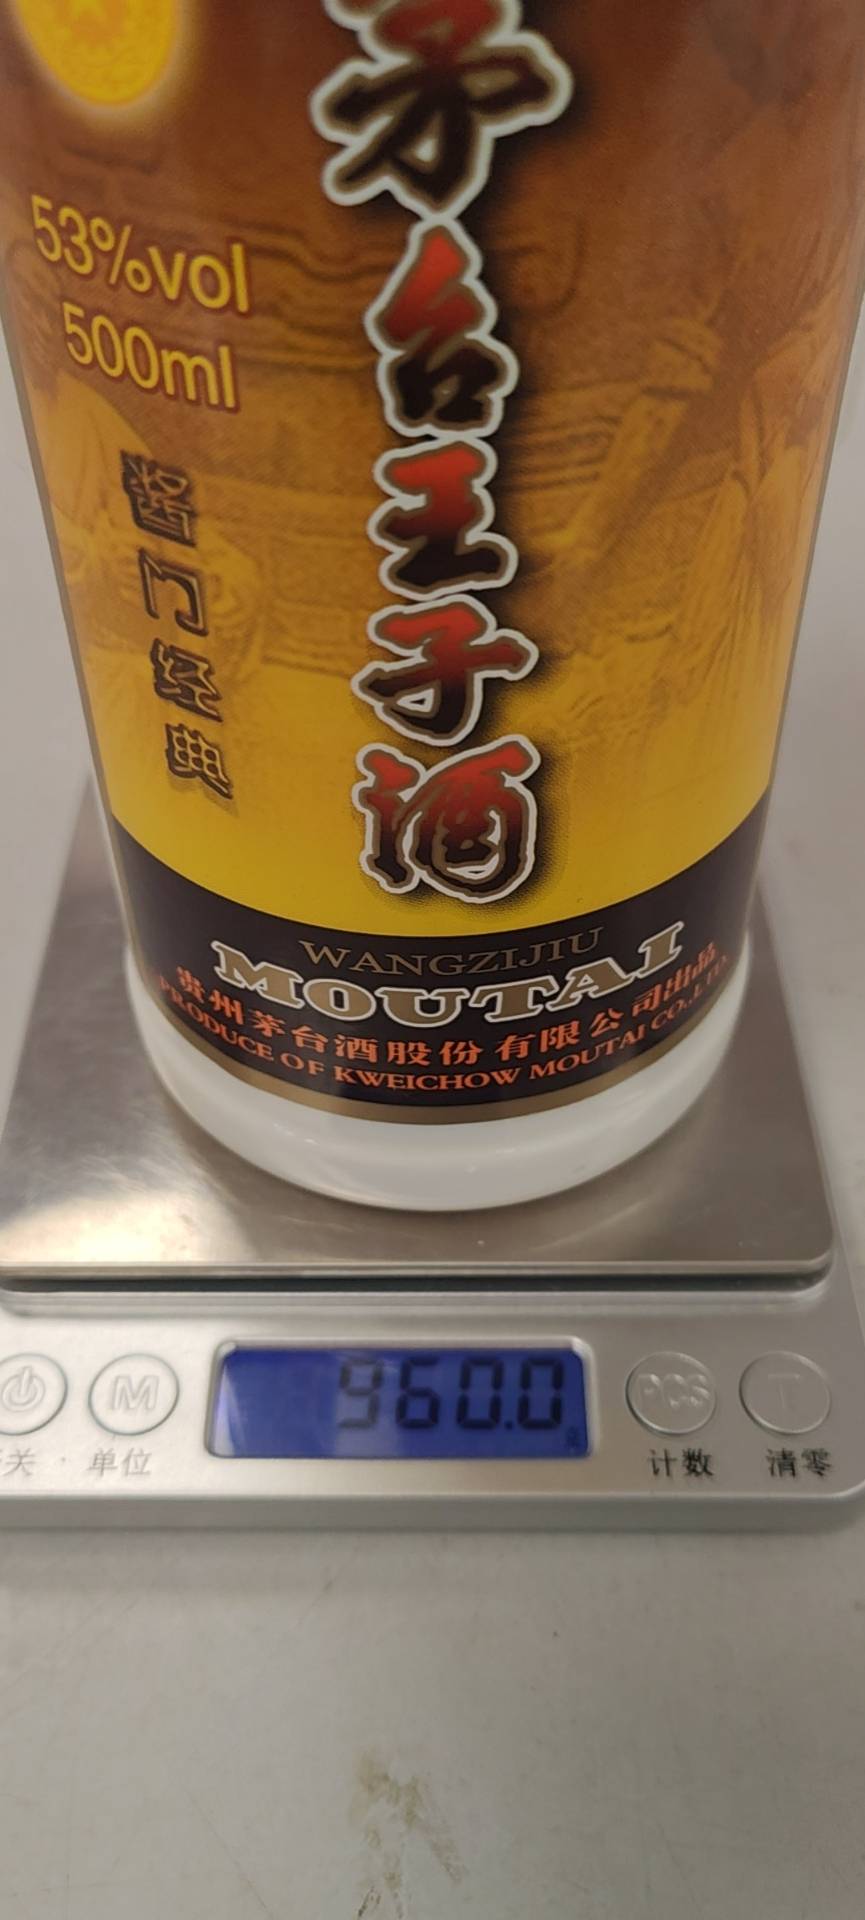 茅台王子酒
53%vol
500ml
酱门经典
WANGZIJIU
MOUTAI
贵州茅台酒股份有限公司出品
PRODUCE OF KWEICHOW MOUTAI CO.,LTD.
960.0
M
PCS
T
关
单位
计数
清零